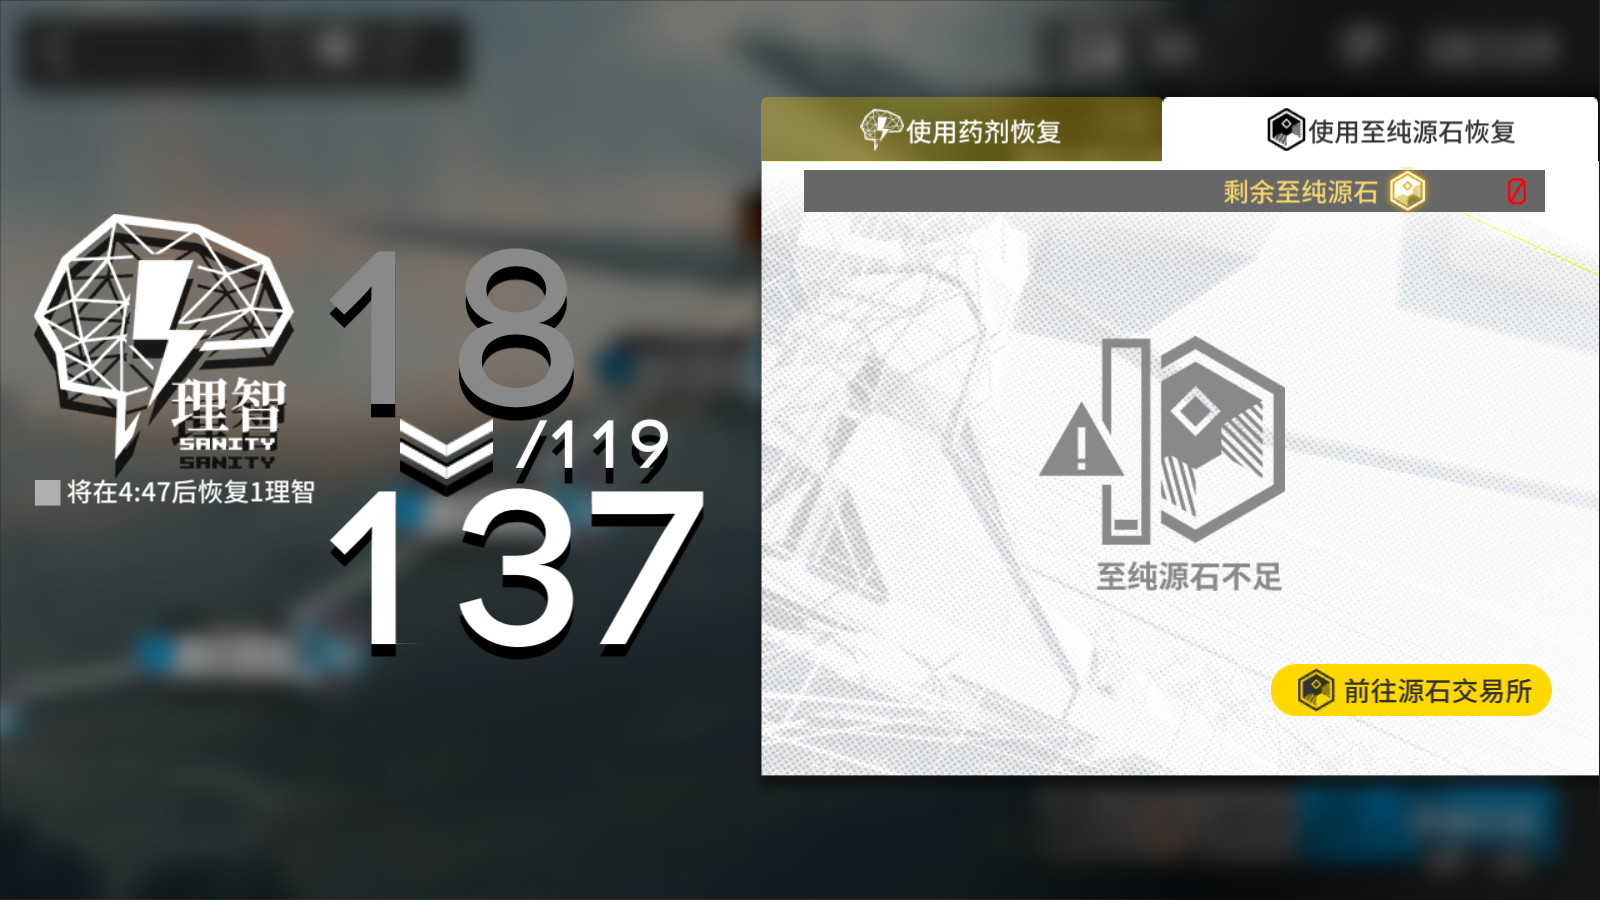 使用药剂恢复
使用至纯源石恢复
剩余至纯源石 0
18
/119
137
理智
SANITY
将在4:47后恢复1理智
至纯源石不足
前往源石交易所